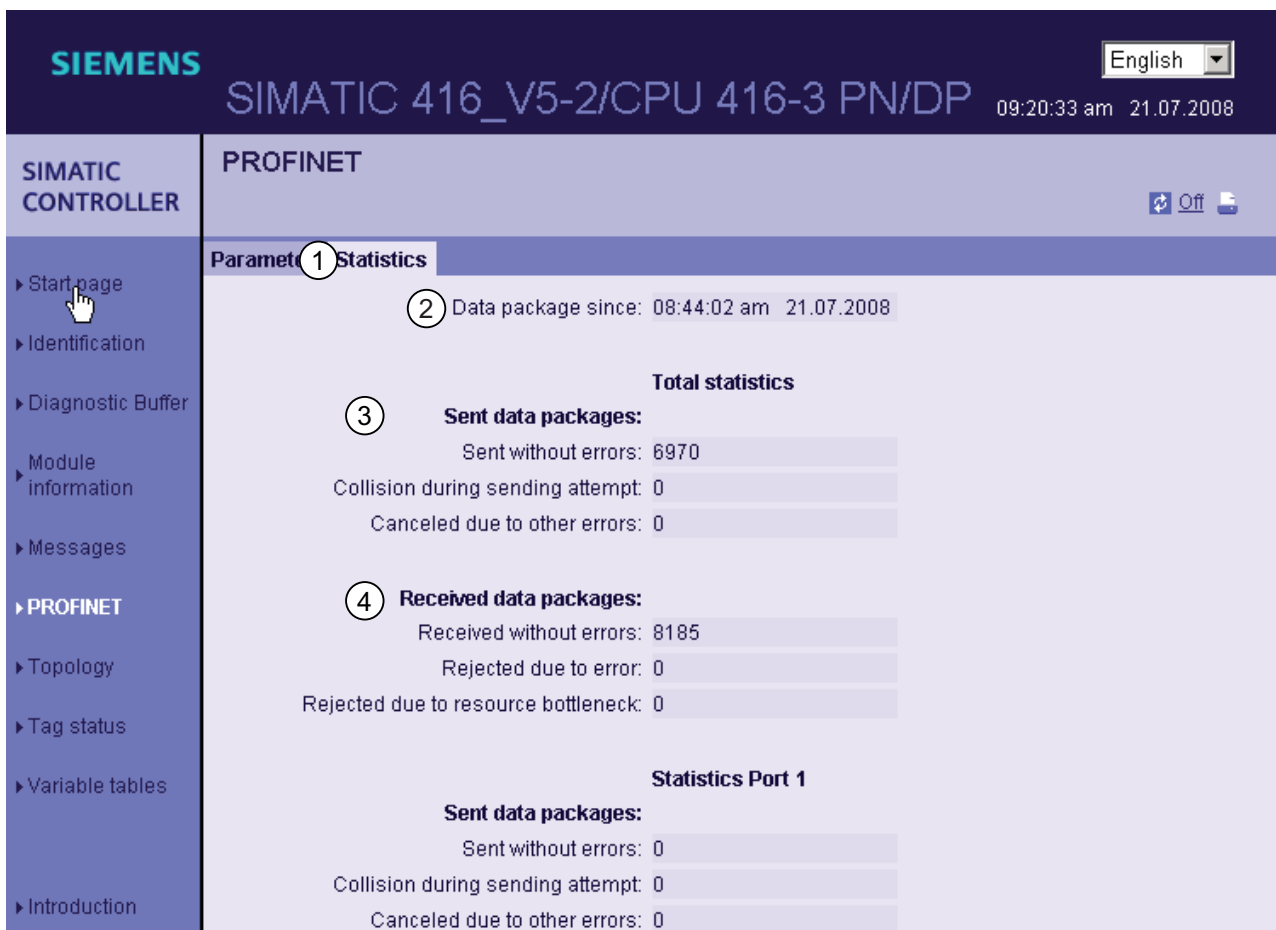 SIEMENS
English
SIMATIC 416_V5-2/CPU 416-3 PN/DP
09:20:33 am 21.07.2008
SIMATIC
CONTROLLER
PROFINET
Off
Start page
Identification
Diagnostic Buffer
Module
information
Messages
PROFINET
Topology
Tag status
Variable tables
Introduction
1 Statistics
2 Data package since: 08:44:02 am 21.07.2008
Total statistics
3 Sent data packages:
Sent without errors: 6970
Collision during sending attempt: 0
Canceled due to other errors: 0
4 Received data packages:
Received without errors: 8185
Rejected due to error: 0
Rejected due to resource bottleneck: 0
Statistics Port 1
Sent data packages:
Sent without errors: 0
Collision during sending attempt: 0
Canceled due to other errors: 0